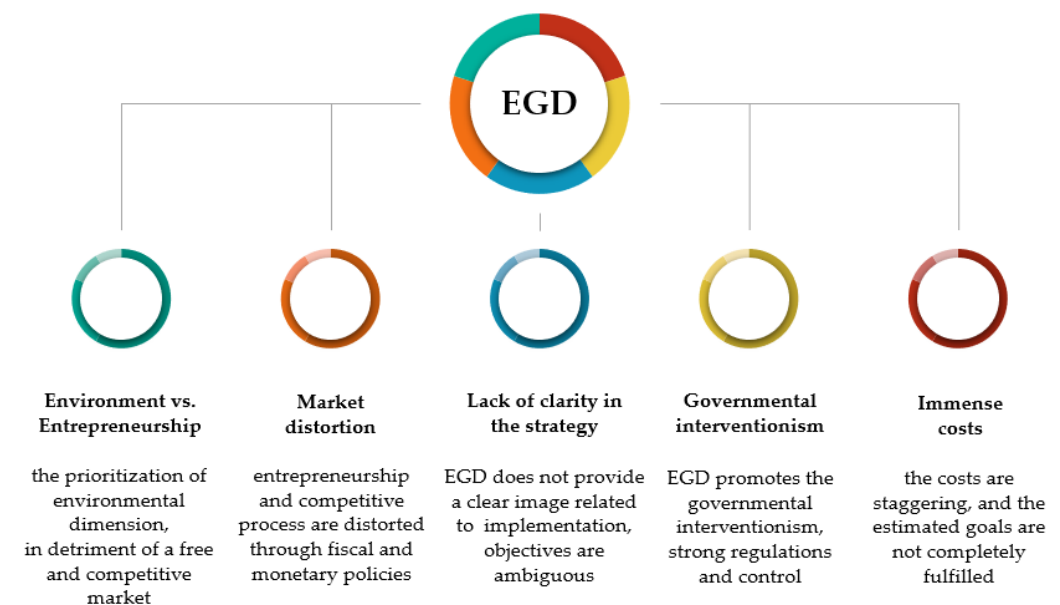 EGD
Environment vs.
Entrepreneurship
the prioritization of
environmental
dimension,
in detriment of a free
and competitive
market
Market
distortion
entrepreneurship
and competitive
process are distorted
through fiscal and
monetary policies
Lack of clarity in
the strategy
EGD does not provide
a clear image related
to implementation,
objectives are
ambiguous
Governmental
interventionism
EGD promotes the
governmental
interventionism,
strong regulations
and control
Immense
costs
the costs are
staggering, and the
estimated goals are
not completely
fulfilled